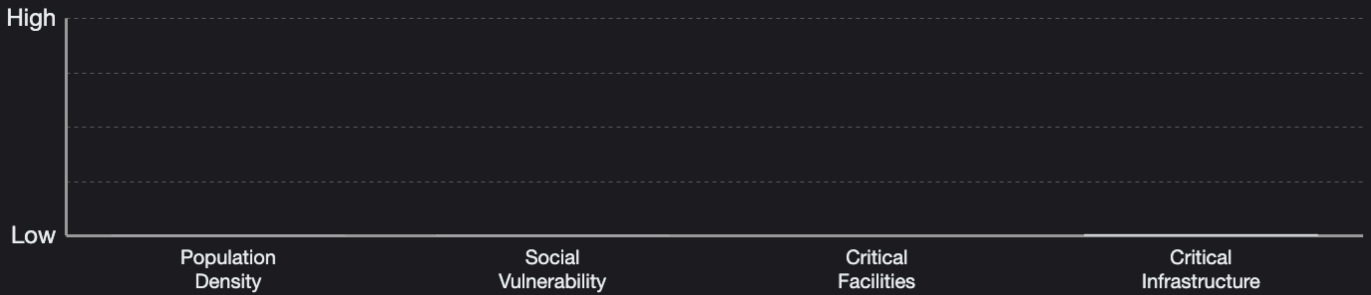 High
Low
Population
Density
Social
Vulnerability
Critical
Facilities
Critical
Infrastructure